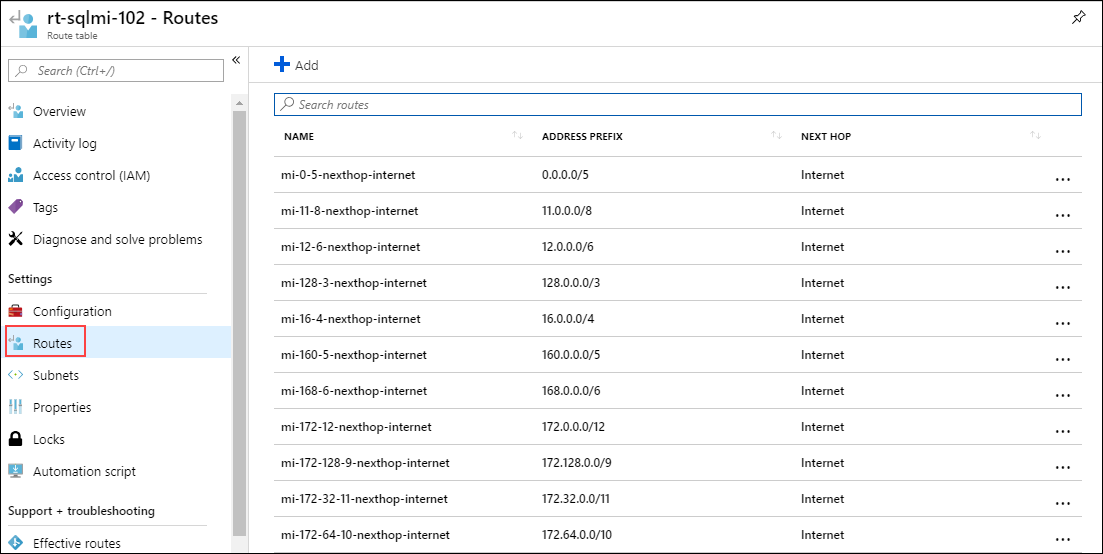 rt-sqlmi-102 - Routes
Route table
Search (Ctrl+/)
«
Overview
Activity log
Access control (IAM)
Tags
Diagnose and solve problems
Settings
Configuration
Routes
Subnets
Properties
Locks
Automation script
Support + troubleshooting
Effective routes
Add
Search routes
NAME ADDRESS PREFIX NEXT HOP
mi-0-5-nexthop-internet 0.0.0.0/5 Internet ...
mi-11-8-nexthop-internet 11.0.0.0/8 Internet ...
mi-12-6-nexthop-internet 12.0.0.0/6 Internet ...
mi-128-3-nexthop-internet 128.0.0.0/3 Internet ...
mi-16-4-nexthop-internet 16.0.0.0/4 Internet ...
mi-160-5-nexthop-internet 160.0.0.0/5 Internet ...
mi-168-6-nexthop-internet 168.0.0.0/6 Internet ...
mi-172-12-nexthop-internet 172.0.0.0/12 Internet ...
mi-172-128-9-nexthop-internet 172.128.0.0/9 Internet ...
mi-172-32-11-nexthop-internet 172.32.0.0/11 Internet ...
mi-172-64-10-nexthop-internet 172.64.0.0/10 Internet ...